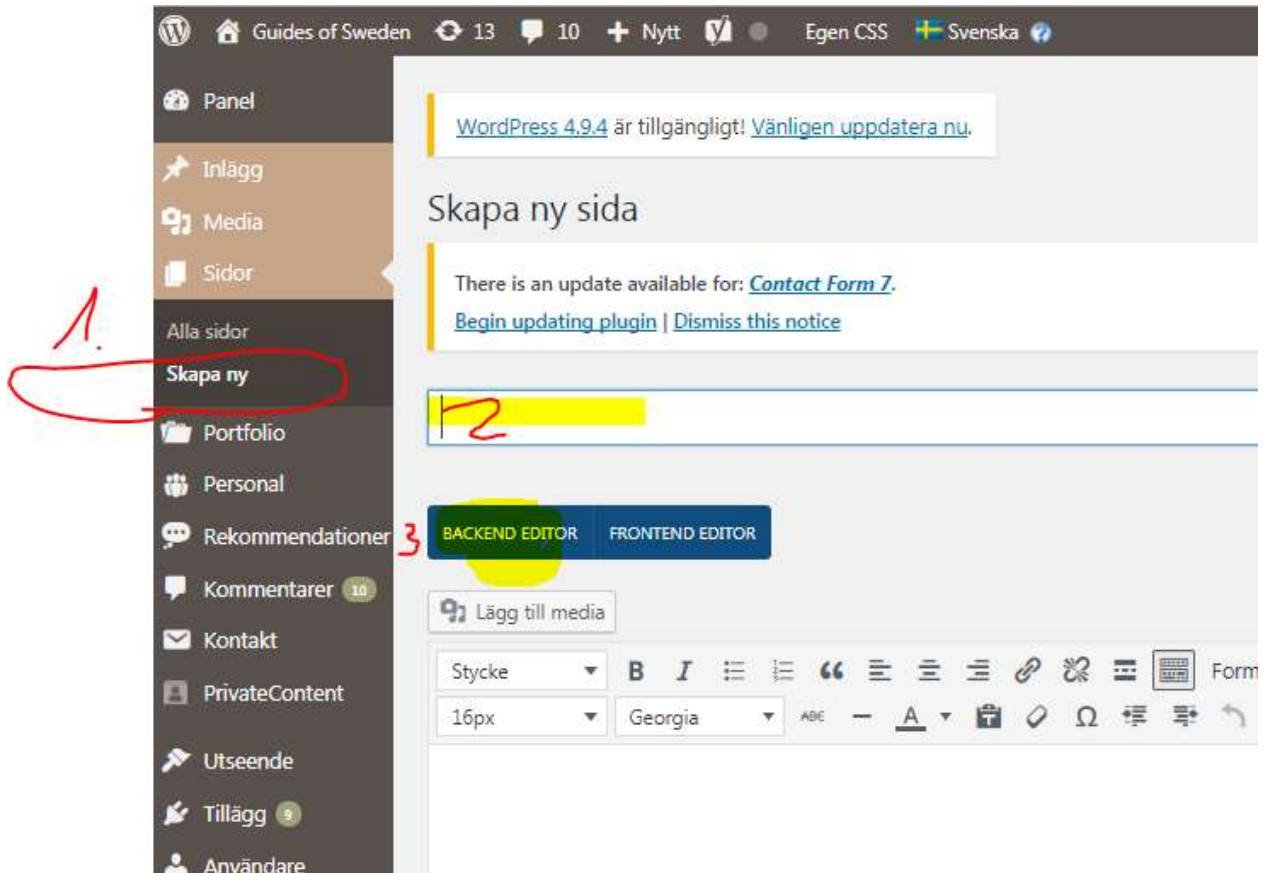 Guides of Sweden 13 10 + Nytt Egen CSS Svenska ?
Panel
Inlägg
Media
Sidor
Alla sidor
1.
Skapa ny
Portfolio
Personal
Rekommendationer
Kommentarer 10
Kontakt
PrivateContent
Utseende
Tillägg 9
Användare
WordPress 4.9.4 är tillgängligt! Vänligen uppdatera nu.
Skapa ny sida
There is an update available for: Contact Form 7.
Begin updating plugin | Dismiss this notice
2
3 BACKEND EDITOR FRONTEND EDITOR
Lägg till media
Stycke B I Form
16px Georgia ABC A Ω